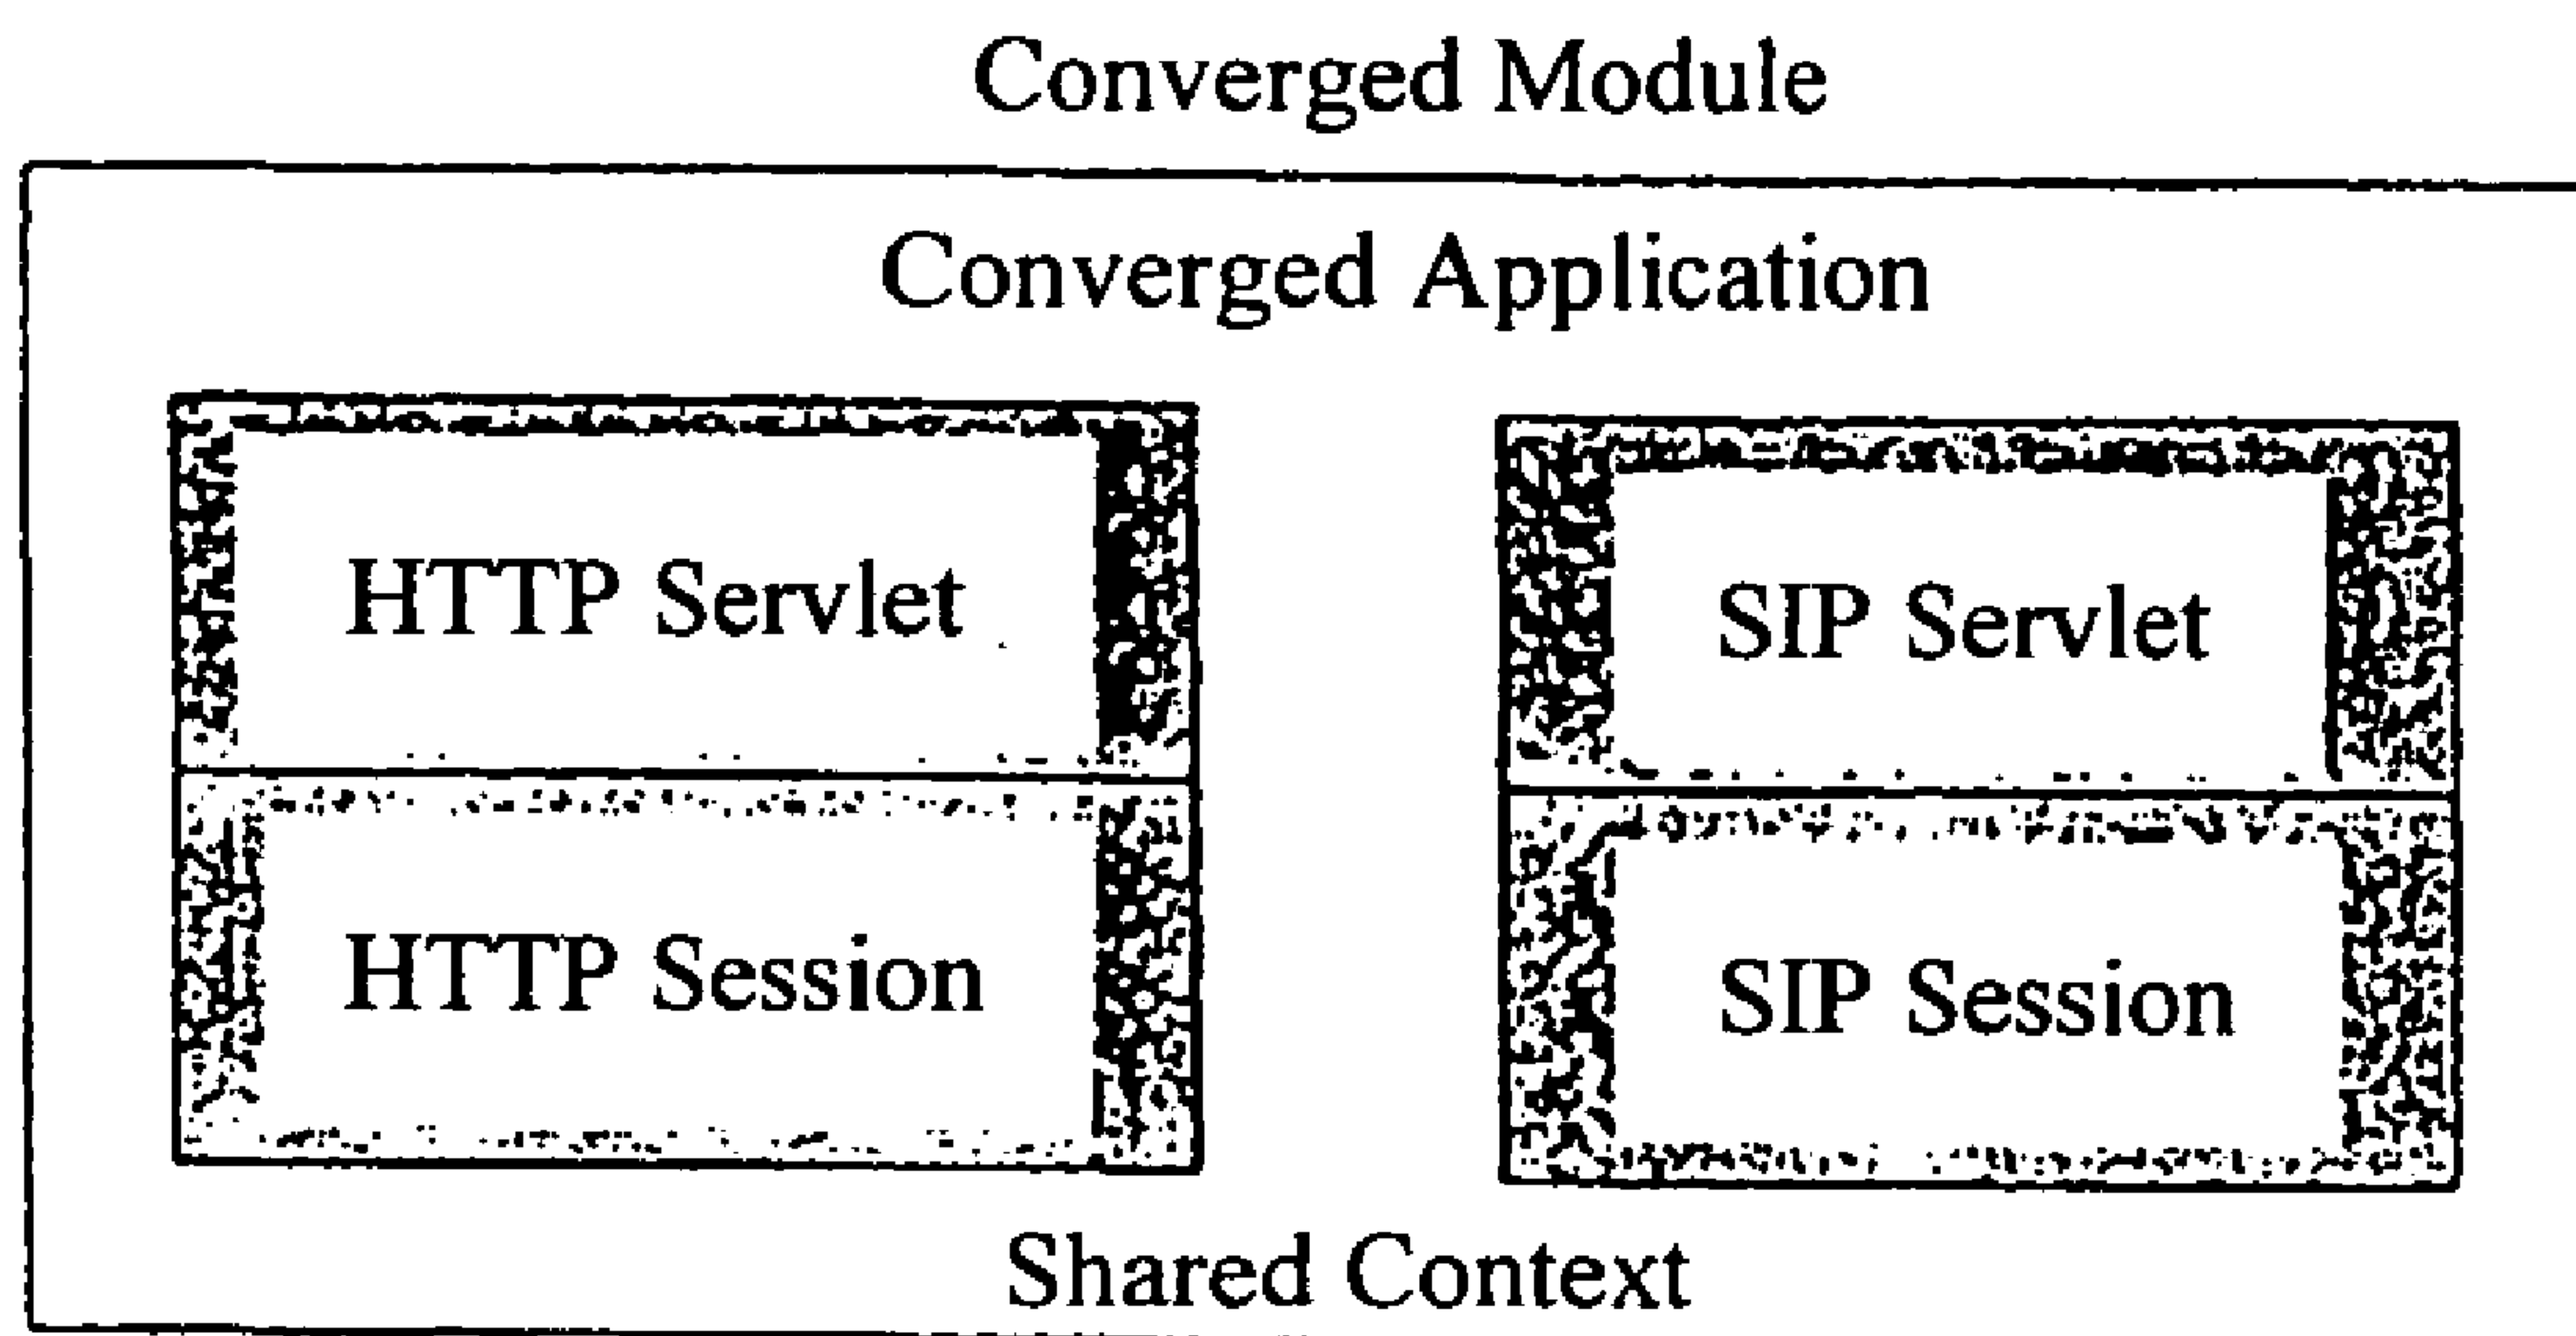 Converged Module
Converged Application
HTTP Servlet
SIP Servlet
HTTP Session
SIP Session
Shared Context